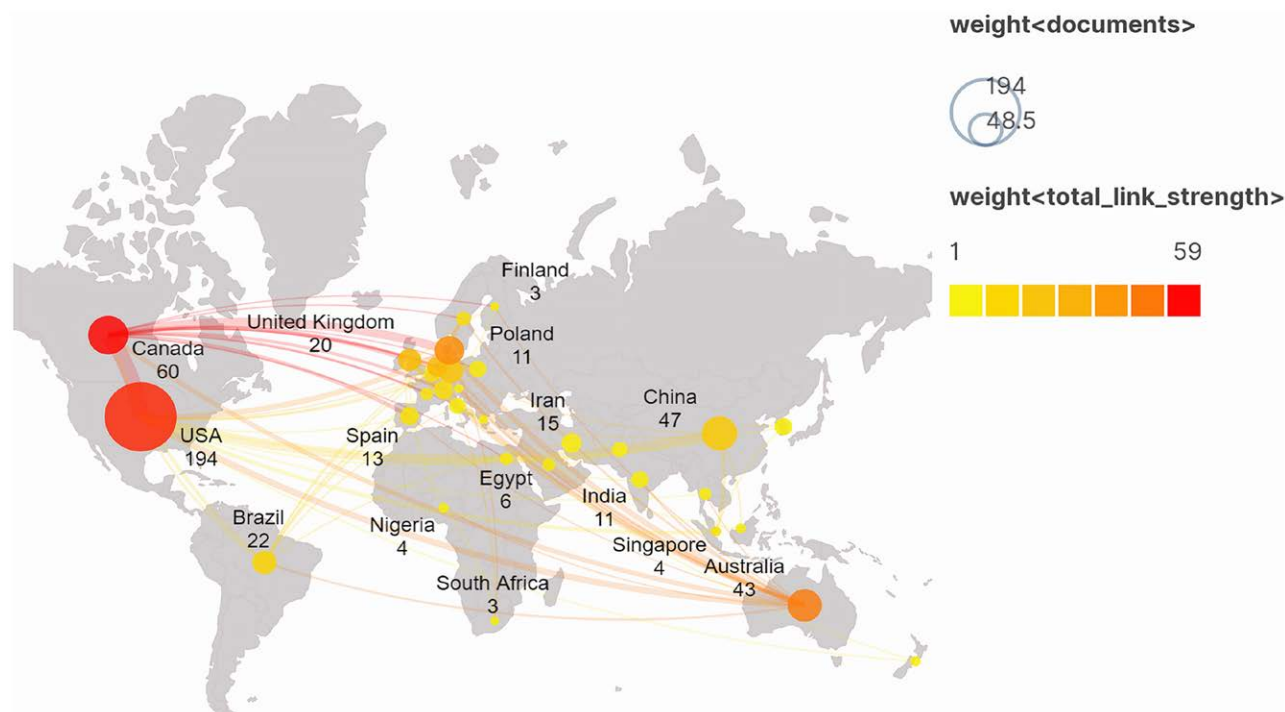 weight<documents>
194
48.5
weight<total_link_strength>
1 59
Finland
3
United Kingdom
20
Poland
11
Canada
60
Iran
15
China
47
USA
194
Spain
13
Egypt
6
India
11
Brazil
22
Nigeria
4
Singapore
4
Australia
43
South Africa
3